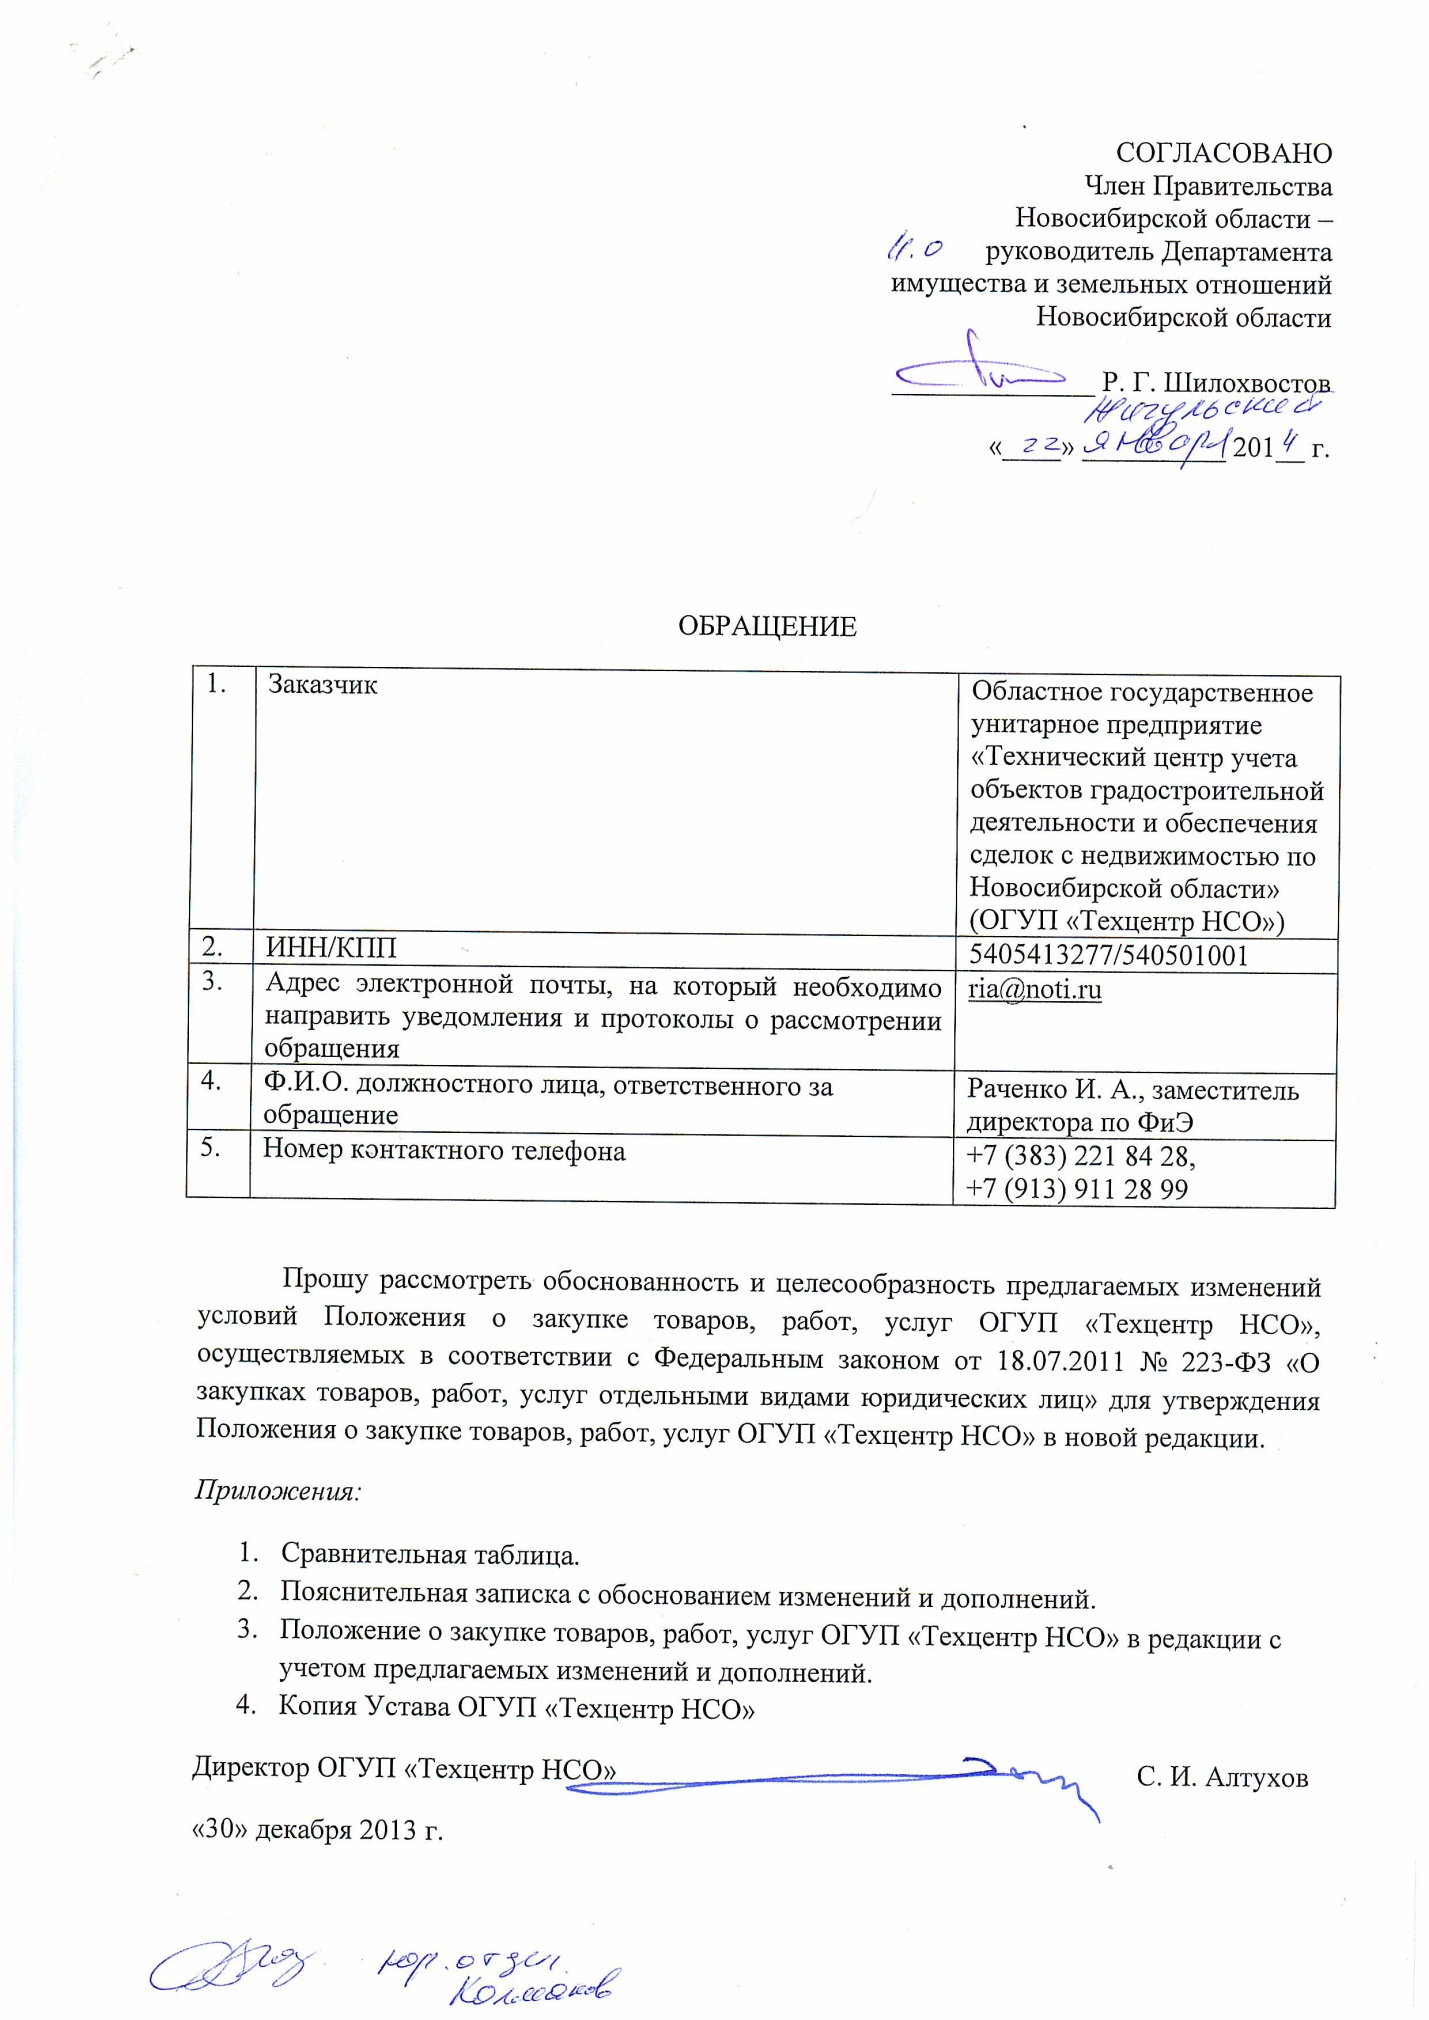 СОГЛАСОВАНО
Член Правительства
Новосибирской области –
И.О руководитель Департамента
имущества и земельных отношений
Новосибирской области
Р. Г. Шилохвостов
Жигульский
« 22 » января 2014 г.
ОБРАЩЕНИЕ
1. Заказчик
Областное государственное
унитарное предприятие
«Технический центр учета
объектов градостроительной
деятельности и обеспечения
сделок с недвижимостью по
Новосибирской области»
(ОГУП «Техцентр НСО»)
2. ИНН/КПП
5405413277/540501001
3. Адрес электронной почты, на который необходимо
направить уведомления и протоколы о рассмотрении
обращения
ria@noti.ru
4. Ф.И.О. должностного лица, ответственного за
обращение
Раченко И. А., заместитель
директора по ФиЭ
5. Номер контактного телефона
+7 (383) 221 84 28,
+7 (913) 911 28 99
Прошу рассмотреть обоснованность и целесообразность предлагаемых изменений
условий Положения о закупке товаров, работ, услуг ОГУП «Техцентр НСО»,
осуществляемых в соответствии с Федеральным законом от 18.07.2011 № 223-ФЗ «О
закупках товаров, работ, услуг отдельными видами юридических лиц» для утверждения
Положения о закупке товаров, работ, услуг ОГУП «Техцентр НСО» в новой редакции.
Приложения:
1. Сравнительная таблица.
2. Пояснительная записка с обоснованием изменений и дополнений.
3. Положение о закупке товаров, работ, услуг ОГУП «Техцентр НСО» в редакции с
учетом предлагаемых изменений и дополнений.
4. Копия Устава ОГУП «Техцентр НСО»
Директор ОГУП «Техцентр НСО» С. И. Алтухов
«30» декабря 2013 г.
юр. отдел
Колмаков